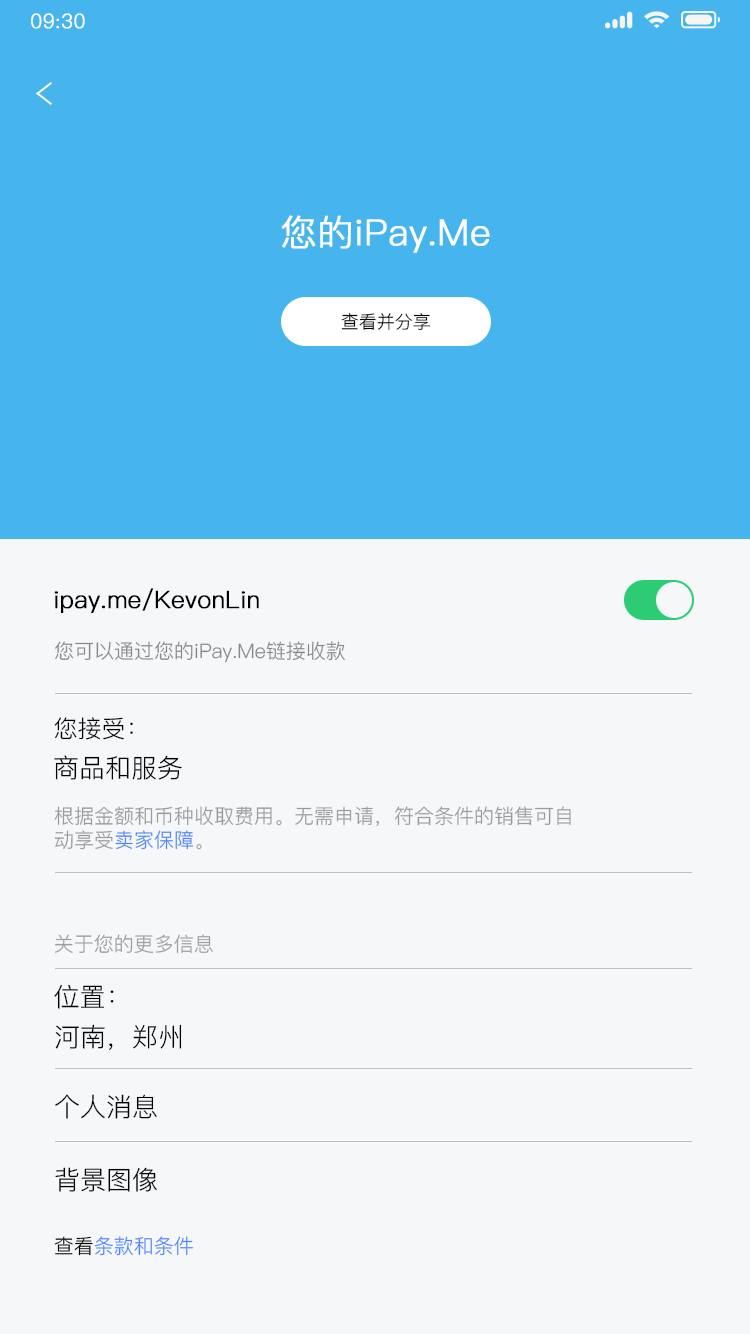 09:30
您的iPay.Me
查看并分享
ipay.me/KevonLin
您可以通过您的iPay.Me链接收款
您接受：
商品和服务
根据金额和币种收取费用。无需申请，符合条件的销售可自
动享受卖家保障。
关于您的更多信息
位置：
河南，郑州
个人消息
背景图像
查看条款和条件